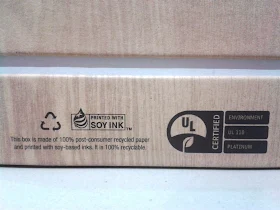 PRINTED WITH
SOY INK™
This box is made of 100% post-consumer recycled paper
and printed with soy-based inks. It is 100% recyclable
UL
CERTIFIED
ENVIRONMENT
UL 110
PLATINUM